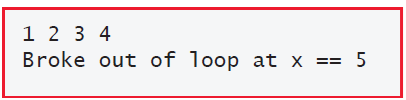 1 2 3 4
Broke out of loop at x == 5